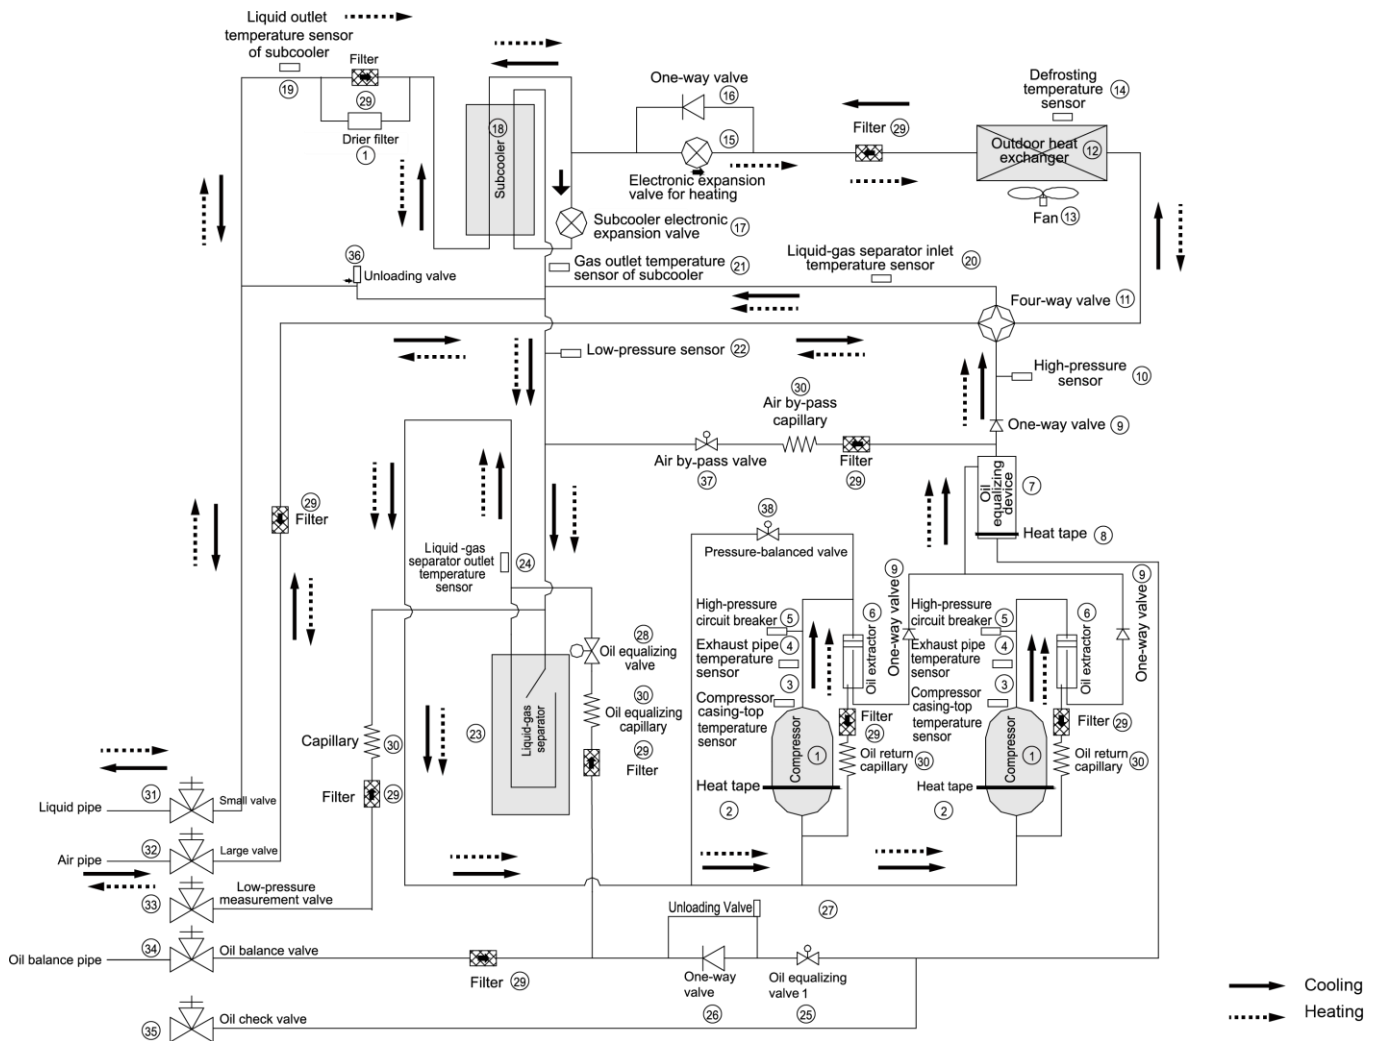 Liquid outlet
temperature sensor
of subcooler
19
Filter
29
Drier filter
1
18
Subcooler
One-way valve
16
15
Electronic expansion
valve for heating
Filter 29
Defrosting
temperature
sensor
14
Outdoor heat
exchanger
12
Fan 13
Subcooler electronic
expansion valve
17
36
Unloading valve
Gas outlet temperature
sensor of subcooler
21
Liquid-gas separator inlet
temperature sensor
20
Four-way valve 11
Low-pressure sensor 22
High-pressure
sensor
10
30
Air by-pass
capillary
One-way valve 9
Air by-pass valve
37
Filter
29
Oil
equalizing
device
7
Heat tape 8
29
Filter
38
Pressure-balanced valve
Liquid -gas
separator outlet
temperature
sensor
24
High-pressure
circuit breaker
5
Exhaust pipe
temperature
sensor
4
3
Compressor
casing-top
temperature
sensor
6
Oil extractor
9
One-way valve
High-pressure
circuit breaker
5
Exhaust pipe
temperature
sensor
4
3
Compressor
casing-top
temperature
sensor
6
Oil extractor
9
One-way valve
28
Oil equalizing
valve
30
Oil equalizing
capillary
29
Filter
23
Liquid-gas
separator
Capillary 30
Filter 29
Compressor
1
Filter
29
Oil return
capillary
30
Heat tape
2
Compressor
1
Filter 29
Oil return
capillary
30
Heat tape
2
Liquid pipe
31
Small valve
Air pipe
32
Large valve
33
Low-pressure
measurement valve
Oil balance pipe
34
Oil balance valve
Filter 29
Unloading Valve
27
One-way
valve
26
Oil equalizing
valve 1
25
35
Oil check valve
Cooling
Heating